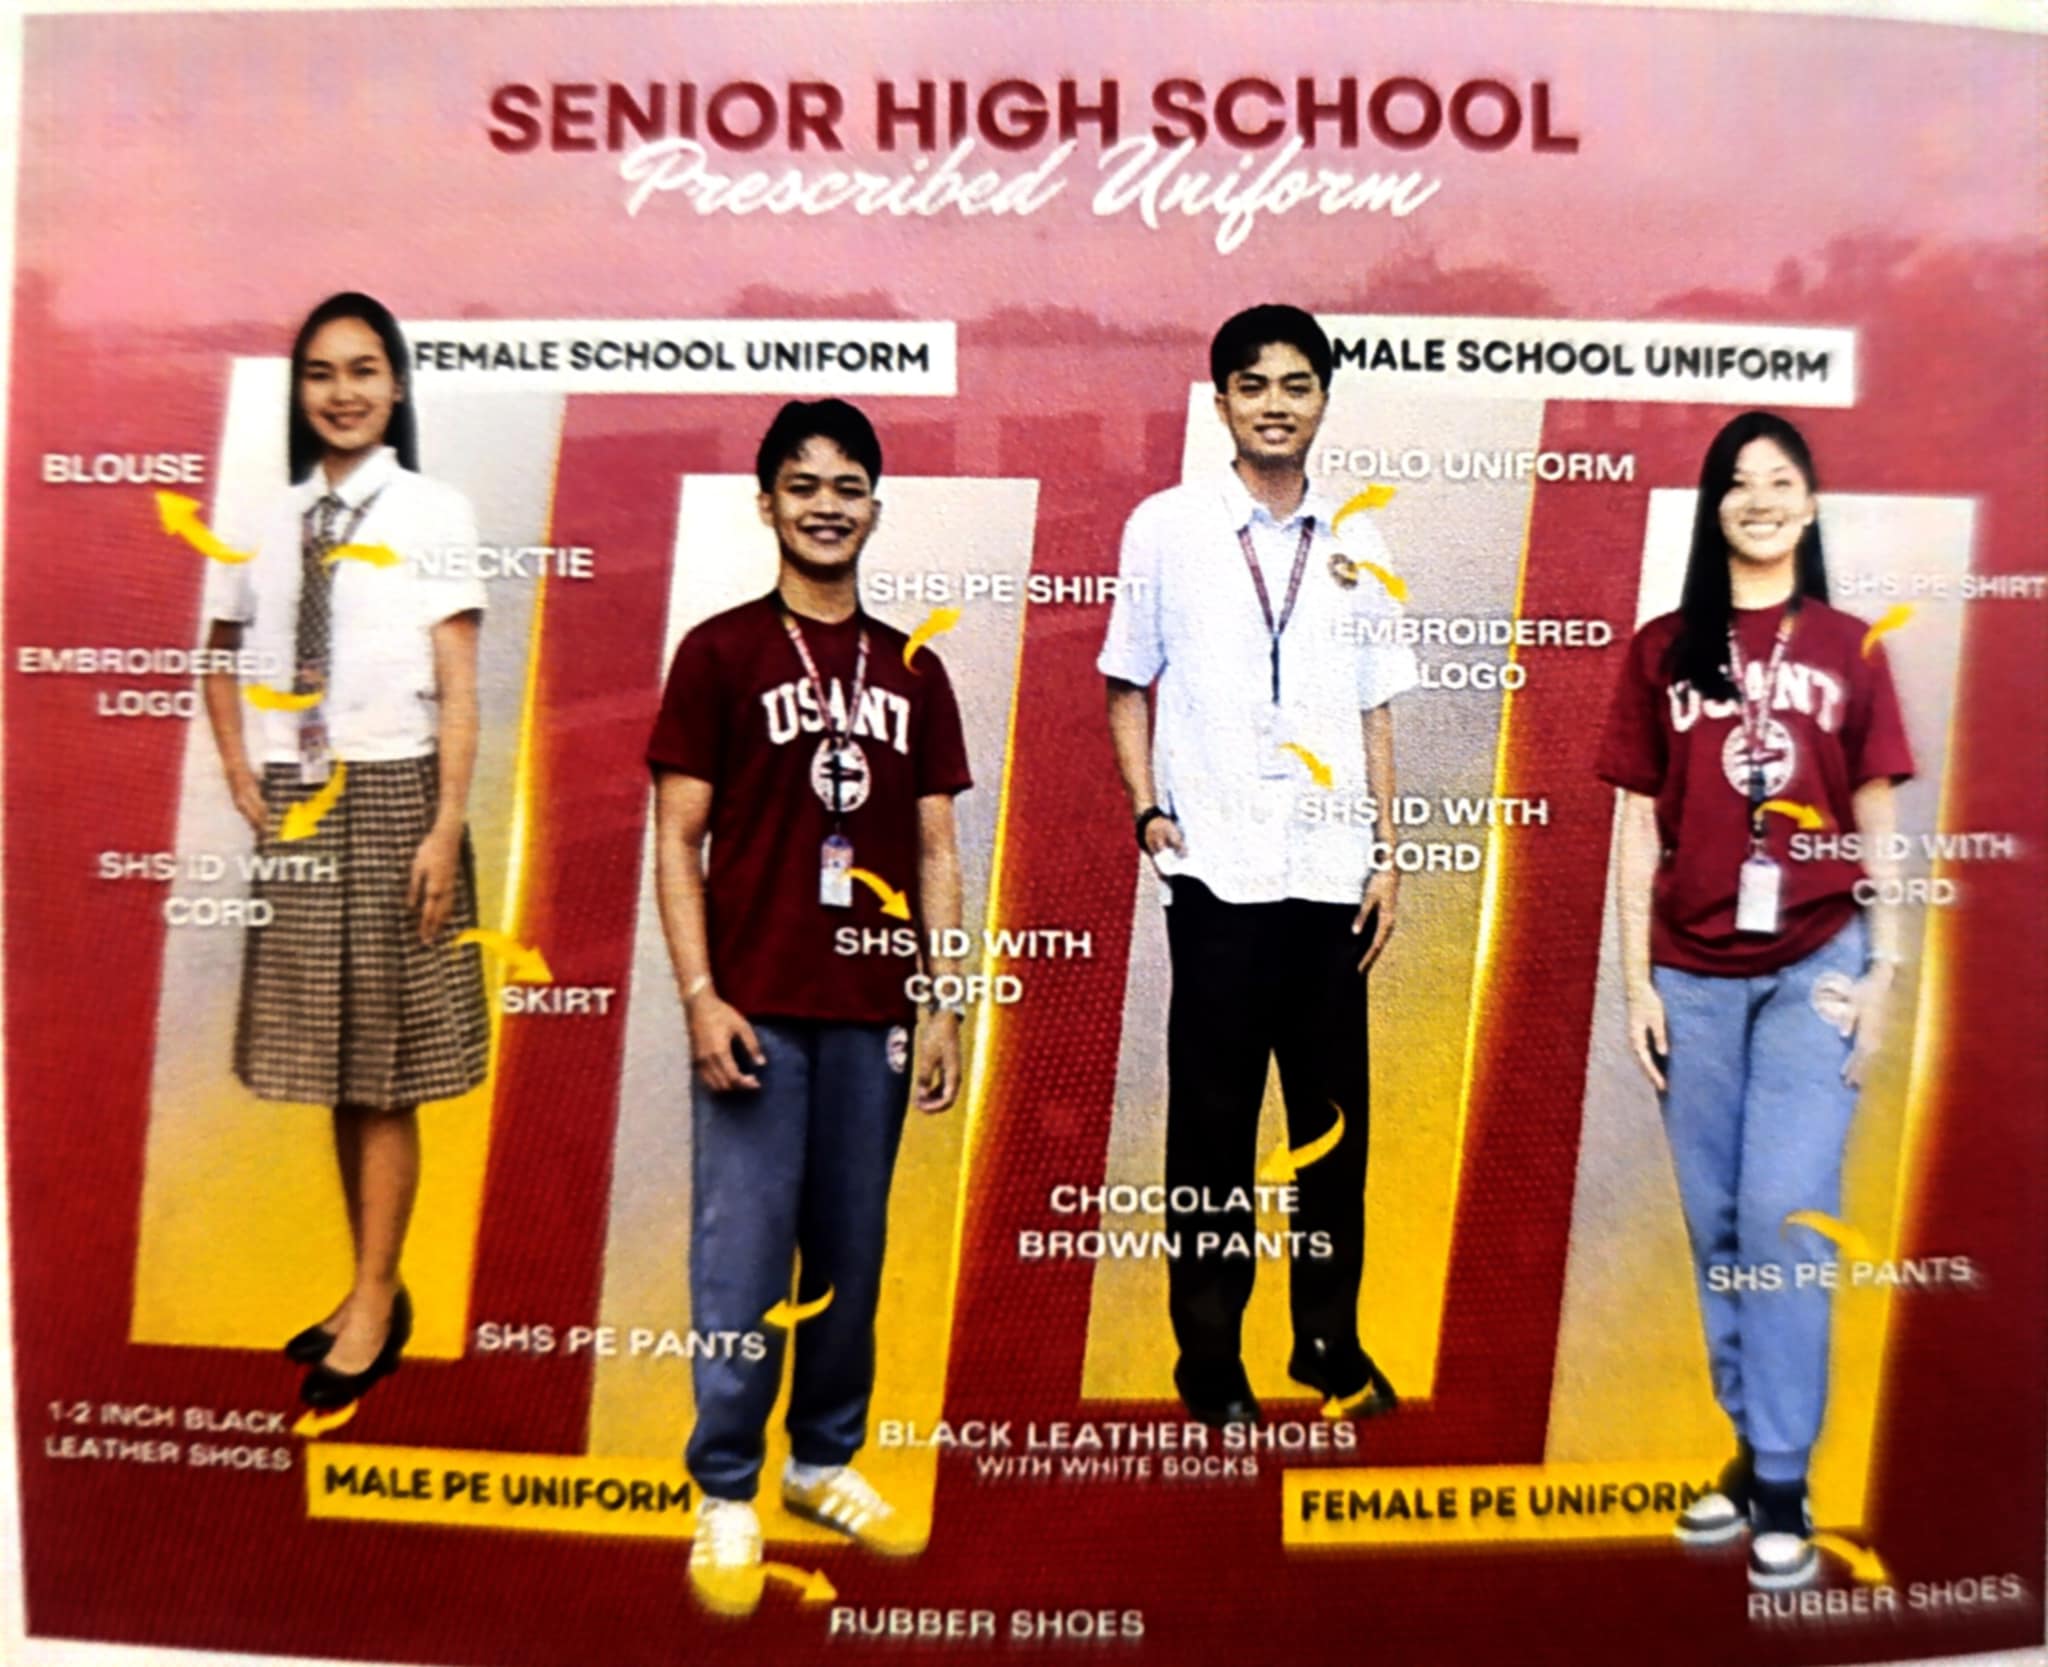 SENIOR HIGH SCHOOL
Prescribed Uniform
FEMALE SCHOOL UNIFORM
BLOUSE
NECKTIE
EMBROIDERED
LOGO
SHS ID WITH
CORD
SKIRT
1-2 INCH BLACK
LEATHER SHOES
SHS PE SHIRT
USANT
SHS ID WITH
CORD
SHS PE PANTS
MALE PE UNIFORM
RUBBER SHOES
MALE SCHOOL UNIFORM
POLO UNIFORM
EMBROIDERED
LOGO
SHS ID WITH
CORD
CHOCOLATE
BROWN PANTS
BLACK LEATHER SHOES
WITH WHITE SOCKS
SHS PE SHIRT
USANT
SHS ID WITH
CORD
SHS PE PANTS
FEMALE PE UNIFORM
RUBBER SHOES